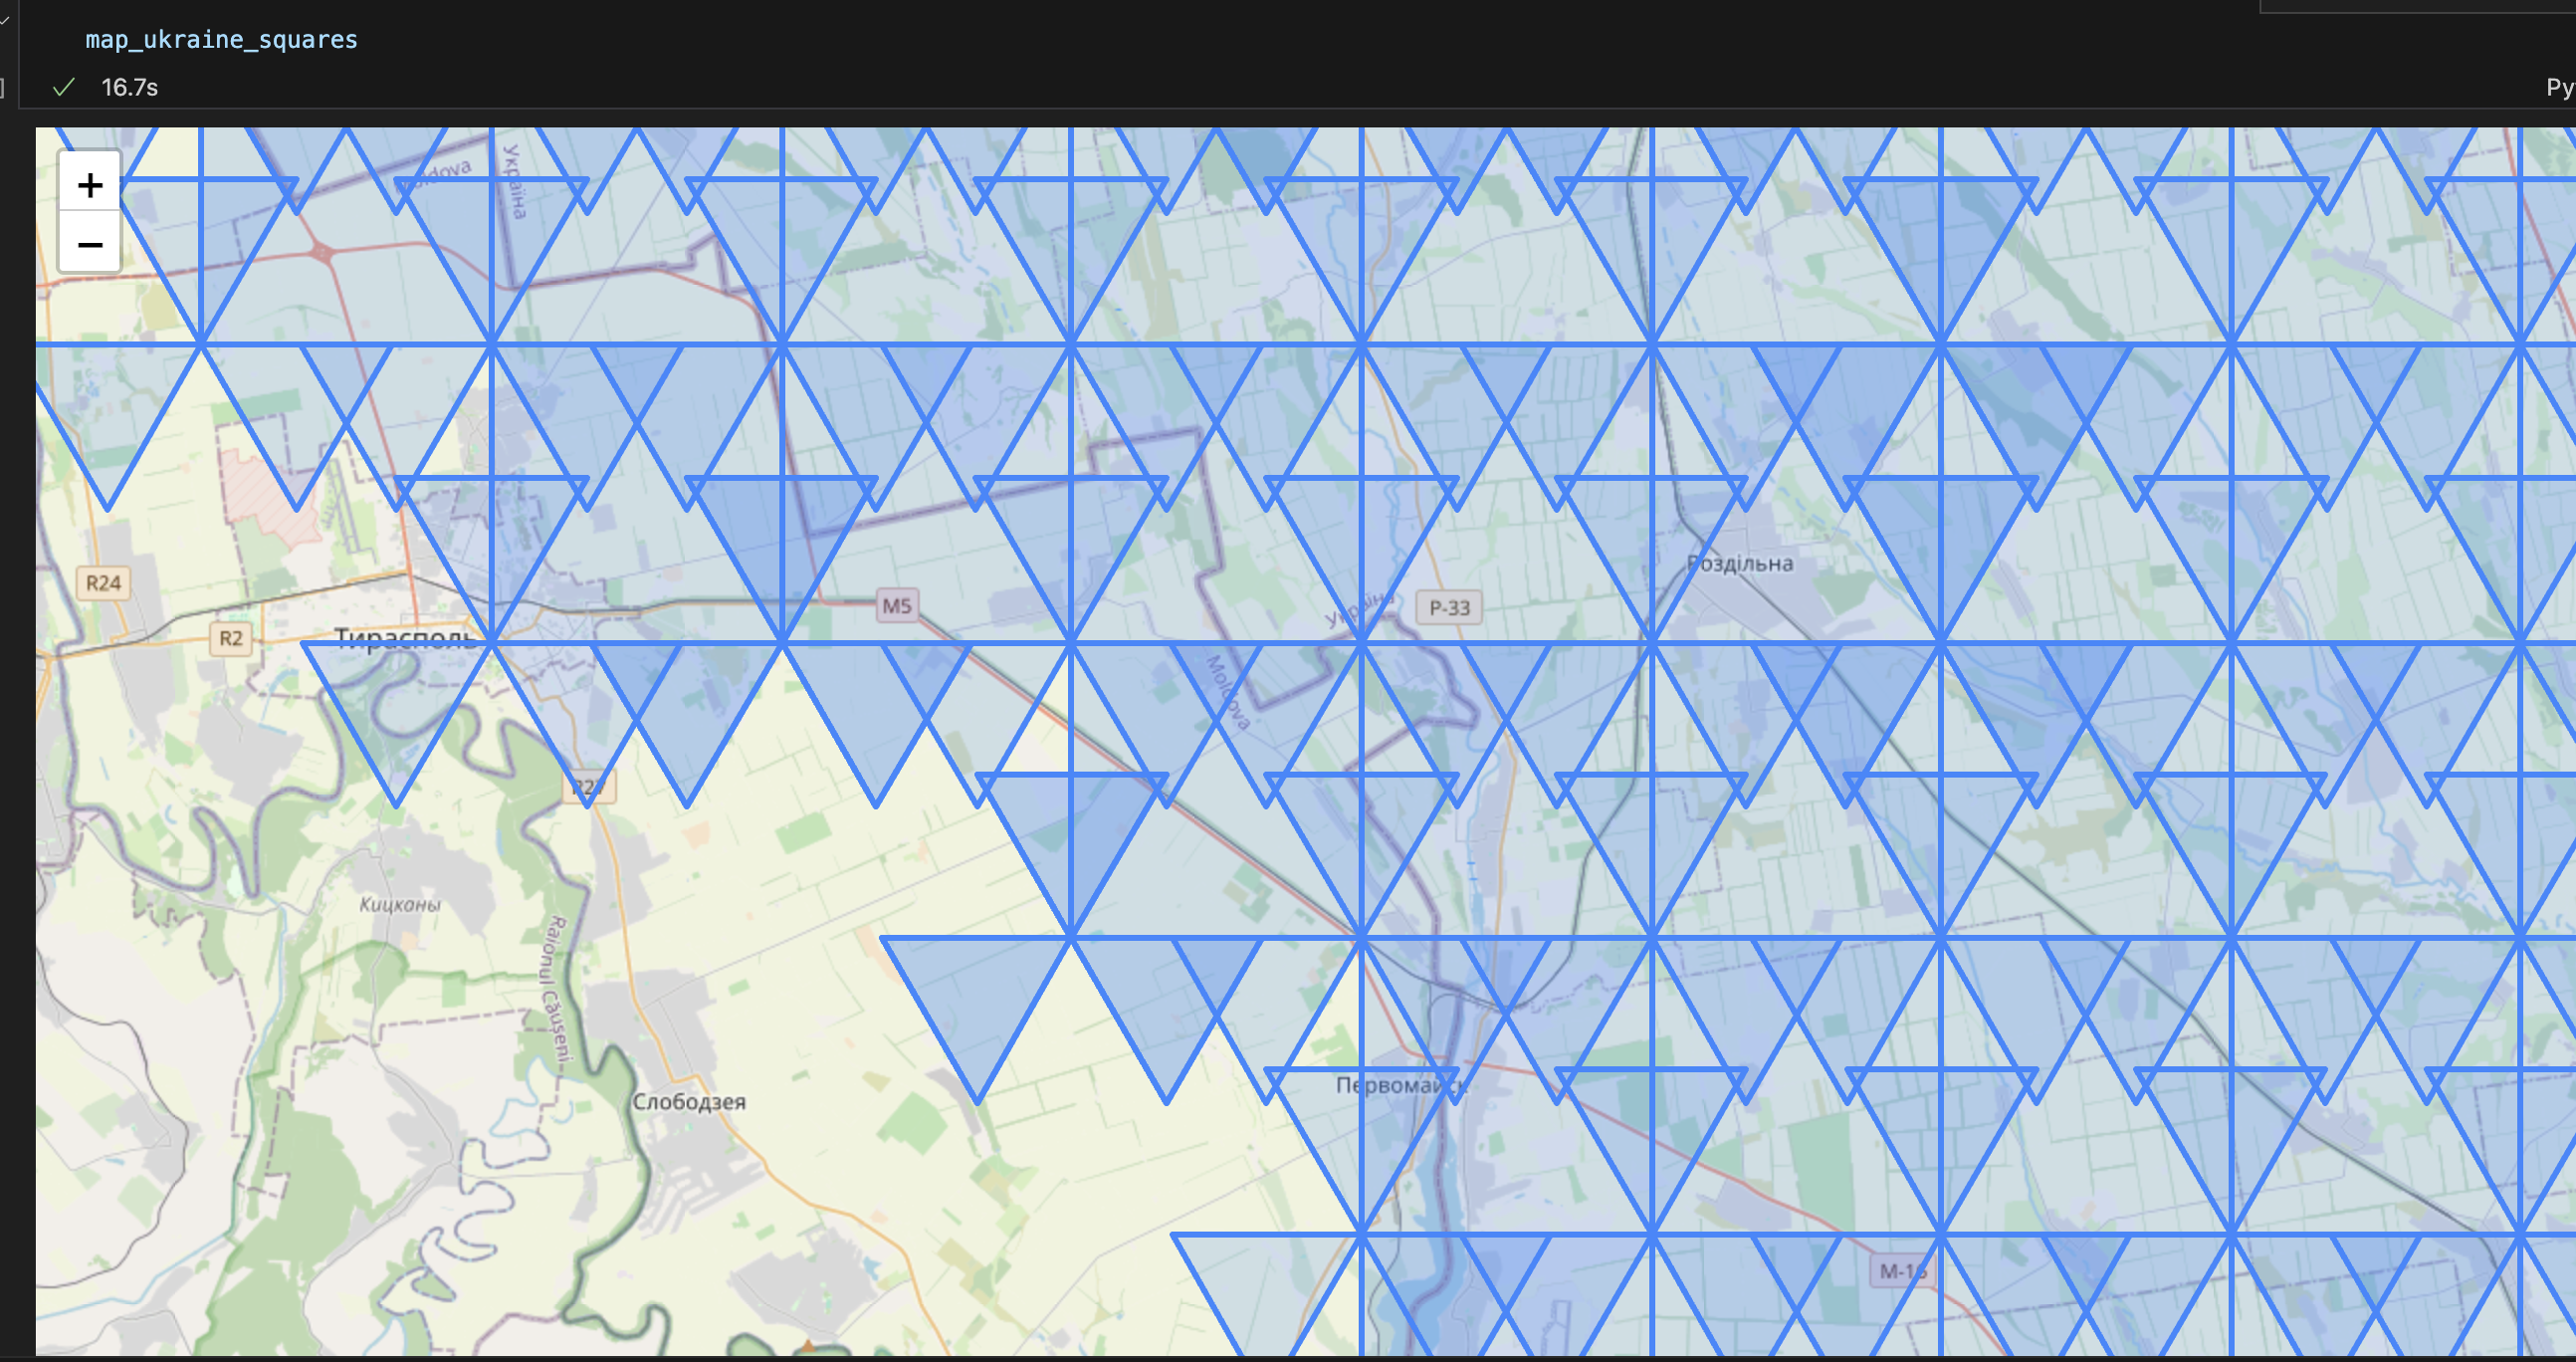 map_ukraine_squares
16.7s
Py
+
−
Moldova
Україна
R24
R2
Тирасполь
M5
Україна
P-33
Роздільна
Moldova
R27
Кицканы
Raionul Căușeni
Слободзея
Первомайск
M-16